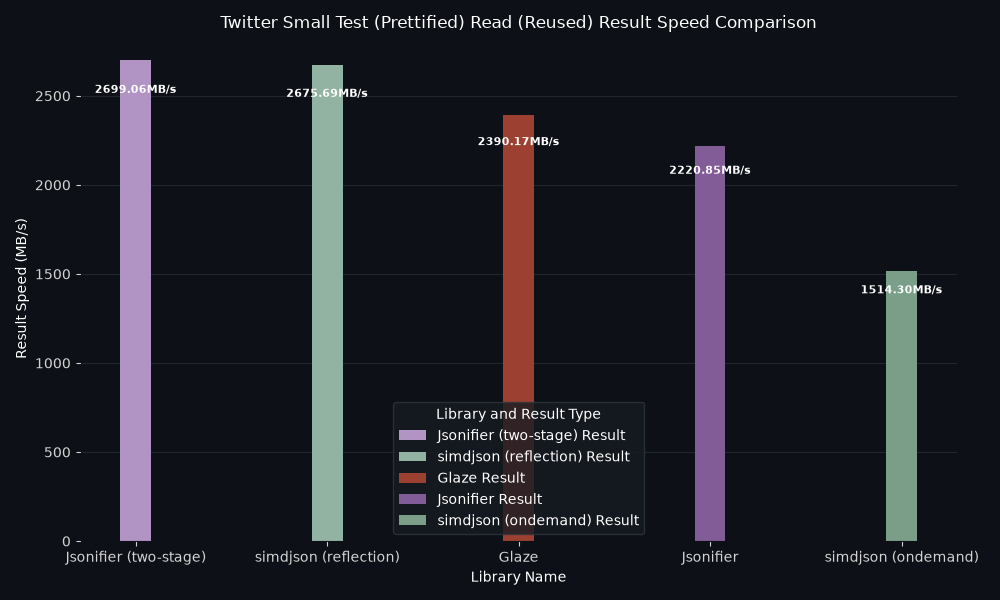 Twitter Small Test (Prettified) Read (Reused) Result Speed Comparison
2699.06MB/s
2675.69MB/s
2390.17MB/s
2220.85MB/s
1514.30MB/s
Result Speed (MB/s)
2500
2000
1500
1000
500
0
Library and Result Type
Jsonifier (two-stage) Result
simdjson (reflection) Result
Glaze Result
Jsonifier Result
simdjson (ondemand) Result
Jsonifier (two-stage)
simdjson (reflection)
Glaze
Jsonifier
simdjson (ondemand)
Library Name